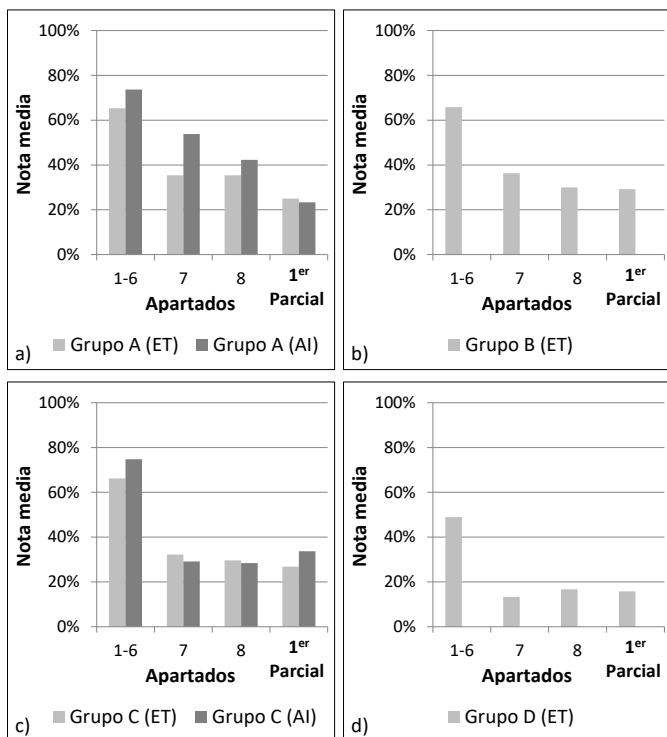 100%
80%
60%
40%
20%
0%
Nota media
1-6
7
8
1er
Parcial
Apartados
Grupo A (ET)
Grupo A (AI)
a)
100%
80%
60%
40%
20%
0%
Nota media
1-6
7
8
1er
Parcial
Apartados
Grupo B (ET)
b)
100%
80%
60%
40%
20%
0%
Nota media
1-6
7
8
1er
Parcial
Apartados
Grupo C (ET)
Grupo C (AI)
c)
100%
80%
60%
40%
20%
0%
Nota media
1-6
7
8
1er
Parcial
Apartados
Grupo D (ET)
d)